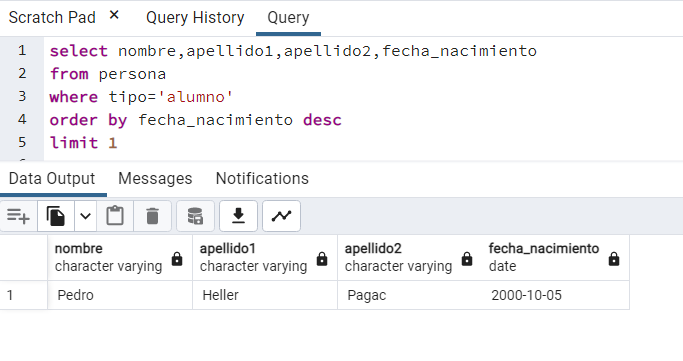 Scratch Pad × Query History Query
1 select nombre,apellido1,apellido2,fecha_nacimiento
2 from persona
3 where tipo='alumno'
4 order by fecha_nacimiento desc
5 limit 1
Data Output Messages Notifications
nombre apellido1 apellido2 fecha_nacimiento
character varying character varying character varying date
1 Pedro Heller Pagac 2000-10-05